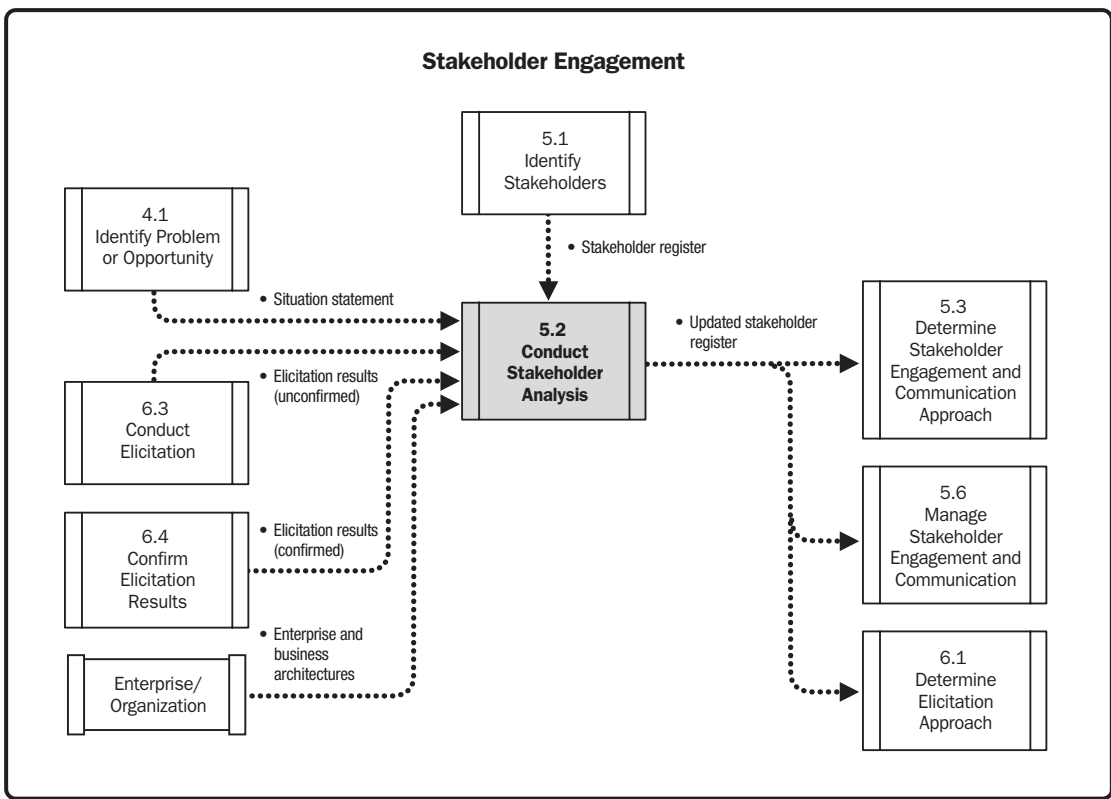 Stakeholder Engagement
5.1
Identify
Stakeholders
• Stakeholder register
4.1
Identify Problem
or Opportunity
• Situation statement
6.3
Conduct
Elicitation
• Elicitation results
(unconfirmed)
6.4
Confirm
Elicitation
Results
• Elicitation results
(confirmed)
Enterprise/
Organization
• Enterprise and
business
architectures
5.2
Conduct
Stakeholder
Analysis
• Updated stakeholder
register
5.3
Determine
Stakeholder
Engagement and
Communication
Approach
5.6
Manage
Stakeholder
Engagement and
Communication
6.1
Determine
Elicitation
Approach